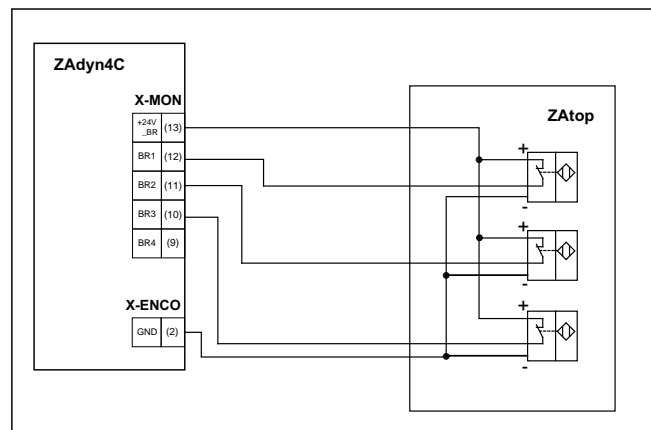 ZAdyn4C
X-MON
+24V
_BR
(13)
BR1 (12)
BR2 (11)
BR3 (10)
BR4 (9)
X-ENCO
GND (2)
ZAtop
+
-
+
-
+
-